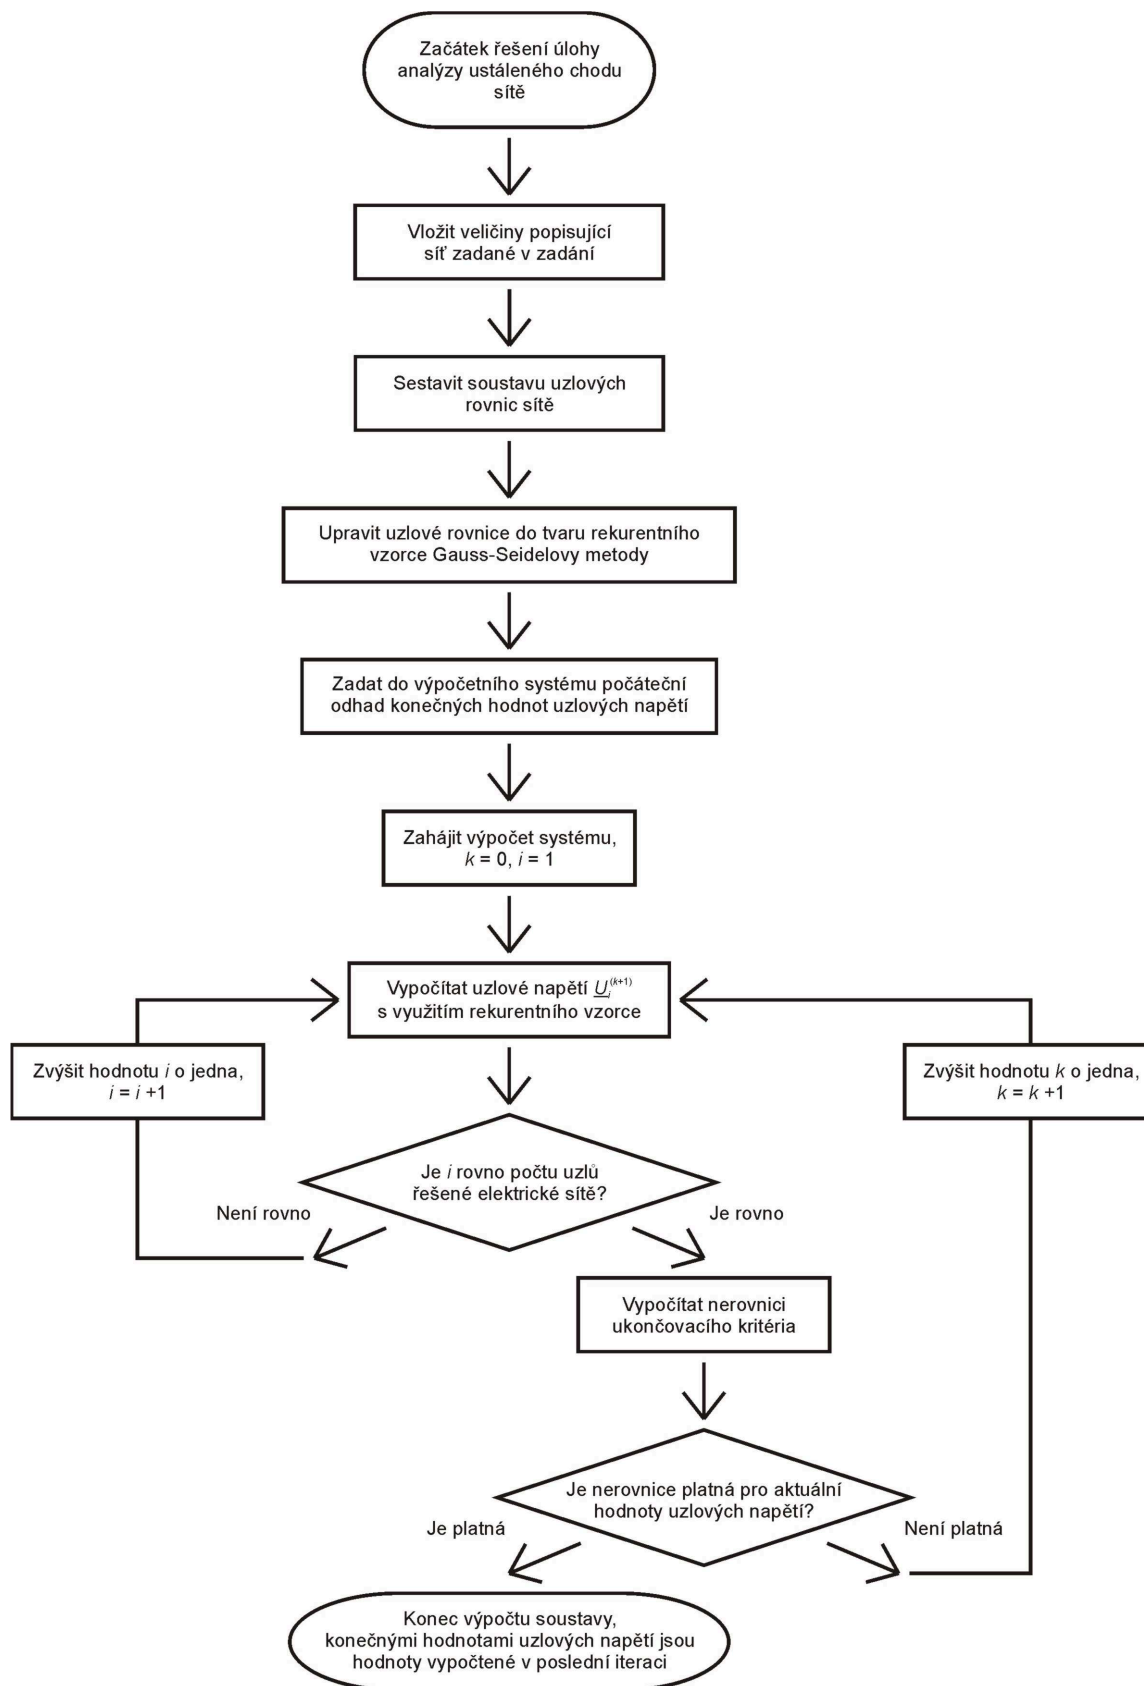 Začátek řešení úlohy
analýzy ustáleného chodu
sítě
Vložit veličiny popisující
síť zadané v zadání
Sestavit soustavu uzlových
rovnic sítě
Upravit uzlové rovnice do tvaru rekurentního
vzorce Gauss-Seidelovy metody
Zadat do výpočetního systému počáteční
odhad konečných hodnot uzlových napětí
Zahájit výpočet systému,
k = 0, i = 1
Vypočítat uzlové napětí U_i^(k+1)
s využitím rekurentního vzorce
Zvýšit hodnotu i o jedna,
i = i +1
Zvýšit hodnotu k o jedna,
k = k +1
Je i rovno počtu uzlů
řešené elektrické sítě?
Není rovno
Je rovno
Vypočítat nerovnici
ukončovacího kritéria
Je nerovnice platná pro aktuální
hodnoty uzlových napětí?
Je platná
Není platná
Konec výpočtu soustavy,
konečnými hodnotami uzlových napětí jsou
hodnoty vypočtené v poslední iteraci